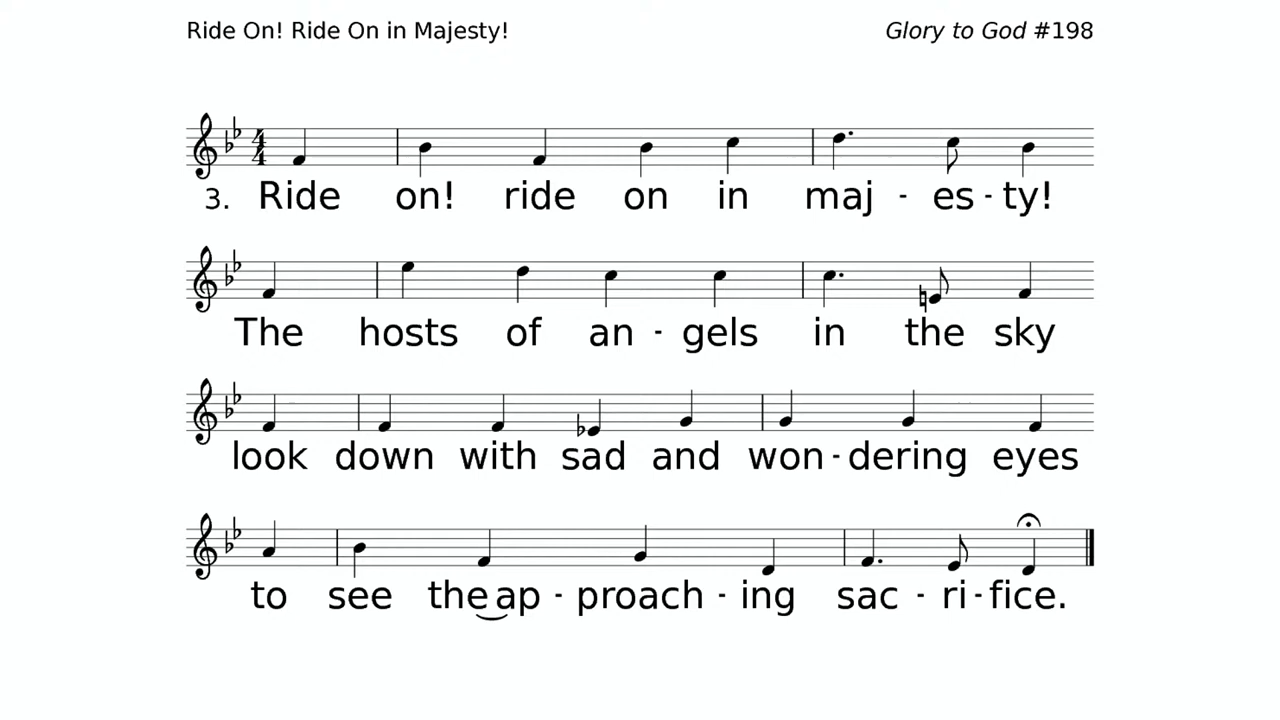 Ride On! Ride On in Majesty! Glory to God #198
4/4
3. Ride on! ride on in maj - es - ty!
The hosts of an - gels in the sky
look down with sad and won - dering eyes
to see the‿ap - proach - ing sac - ri - fice.